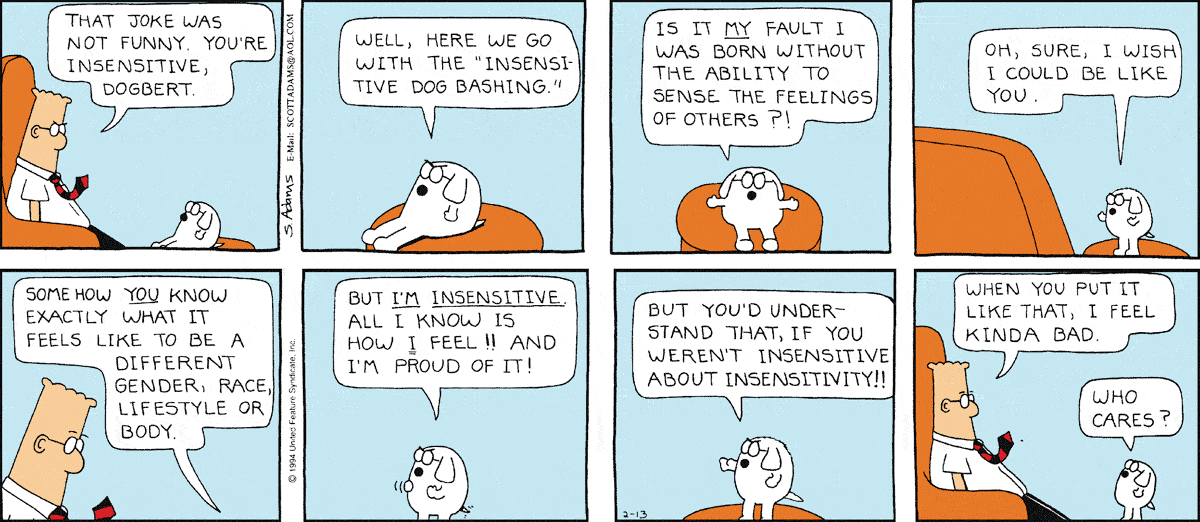 THAT JOKE WAS
NOT FUNNY. YOU'RE
INSENSITIVE,
DOGBERT.
S. Adams E-Mail: SCOTTADAMS@AOL.COM
WELL, HERE WE GO
WITH THE "INSENSI-
TIVE DOG BASHING."
IS IT MY FAULT I
WAS BORN WITHOUT
THE ABILITY TO
SENSE THE FEELINGS
OF OTHERS?!
OH, SURE, I WISH
I COULD BE LIKE
YOU.
SOMEHOW YOU KNOW
EXACTLY WHAT IT
FEELS LIKE TO BE A
DIFFERENT
GENDER, RACE,
LIFESTYLE OR
BODY.
© 1994 United Feature Syndicate, Inc.
BUT I'M INSENSITIVE.
ALL I KNOW IS
HOW I FEEL!! AND
I'M PROUD OF IT!
BUT YOU'D UNDER-
STAND THAT, IF YOU
WEREN'T INSENSITIVE
ABOUT INSENSITIVITY!!
2-13
WHEN YOU PUT IT
LIKE THAT, I FEEL
KINDA BAD.
WHO
CARES?